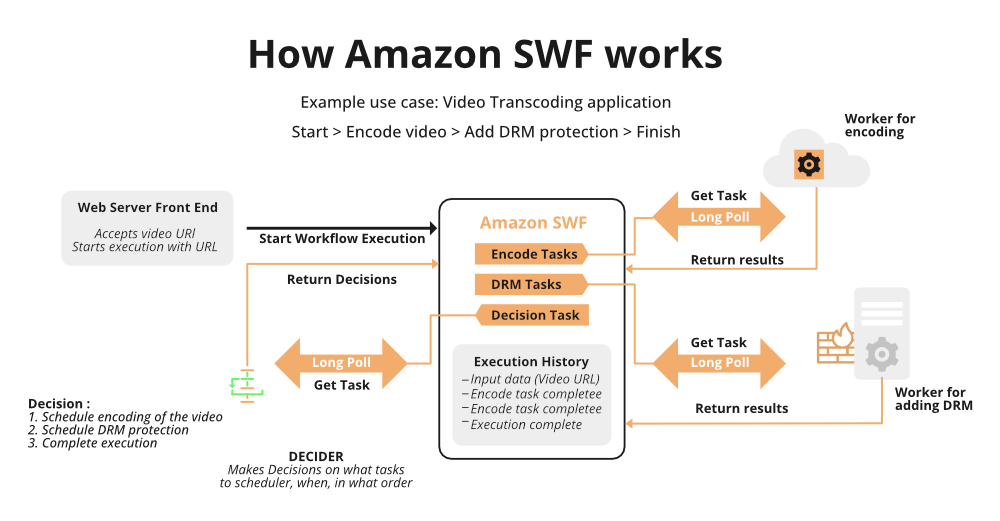 How Amazon SWF works
Example use case: Video Transcoding application
Start > Encode video > Add DRM protection > Finish
Worker for
encoding
Web Server Front End
Accepts video URl
Starts execution with URL
Start Workflow Execution
Return Decisions
Long Poll
Get Task
Decision :
1. Schedule encoding of the video
2. Schedule DRM protection
3. Complete execution
DECIDER
Makes Decisions on what tasks
to scheduler, when, in what order
Amazon SWF
Encode Tasks
DRM Tasks
Decision Task
Execution History
–Input data (Video URL)
–Encode task completee
–Encode task completee
–Execution complete
Get Task
Long Poll
Return results
Get Task
Long Poll
Return results
Worker for
adding DRM